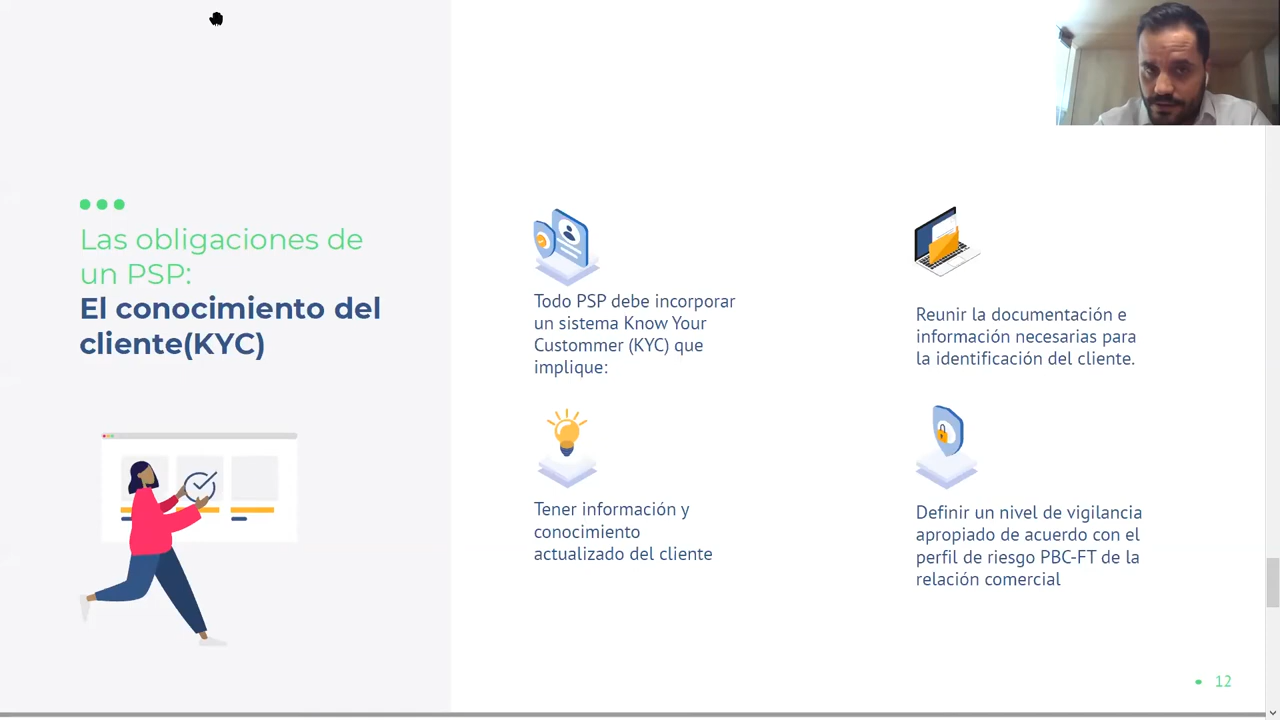 Las obligaciones de
un PSP:
El conocimiento del
cliente(KYC)
Todo PSP debe incorporar
un sistema Know Your
Custommer (KYC) que
implique:
Reunir la documentación e
información necesarias para
la identificación del cliente.
Tener información y
conocimiento
actualizado del cliente
Definir un nivel de vigilancia
apropiado de acuerdo con el
perfil de riesgo PBC-FT de la
relación comercial
12